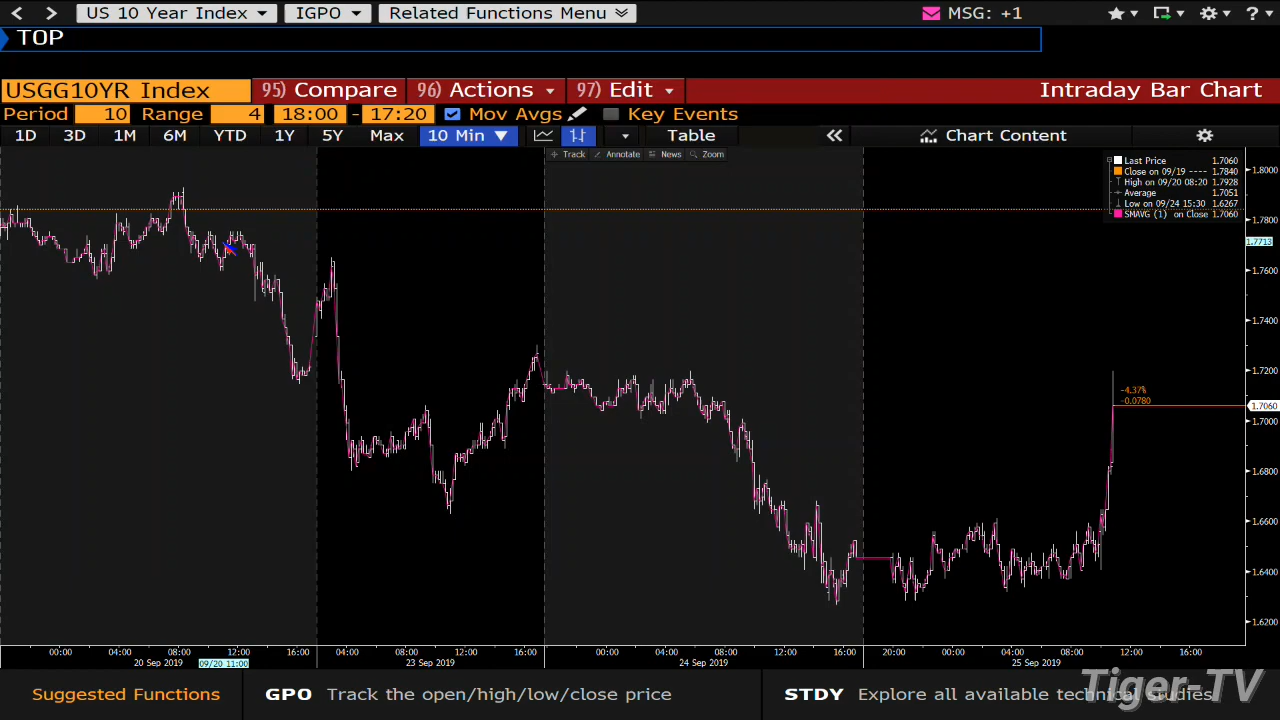 US 10 Year Index IGPO Related Functions Menu MSG: +1 ?
TOP
USGG10YR Index 95) Compare 96) Actions 97) Edit Intraday Bar Chart
Period 10 Range 4 18:00 - 17:20 Mov Avgs Key Events
1D 3D 1M 6M YTD 1Y 5Y Max 10 Min Table Chart Content
Track Annotate News Zoom
Last Price 1.7060
Close on 09/19 ---- 1.7840
High on 09/20 08:20 1.7928
Average 1.7051
Low on 09/24 15:30 1.6267
SMAVG (1) on Close 1.7060
1.8000
1.7800
1.7713
1.7600
1.7400
1.7200
-4.37%
-0.0780
1.7060
1.7000
1.6800
1.6600
1.6400
1.6200
00:00 04:00 08:00 12:00 16:00 04:00 08:00 12:00 16:00 00:00 04:00 08:00 12:00 16:00 20:00 00:00 04:00 08:00 12:00 16:00
20 Sep 2019 09/20 11:00 23 Sep 2019 24 Sep 2019 25 Sep 2019
Suggested Functions GPO Track the open/high/low/close price STDY Explore all available technical studies
Tiger-TV